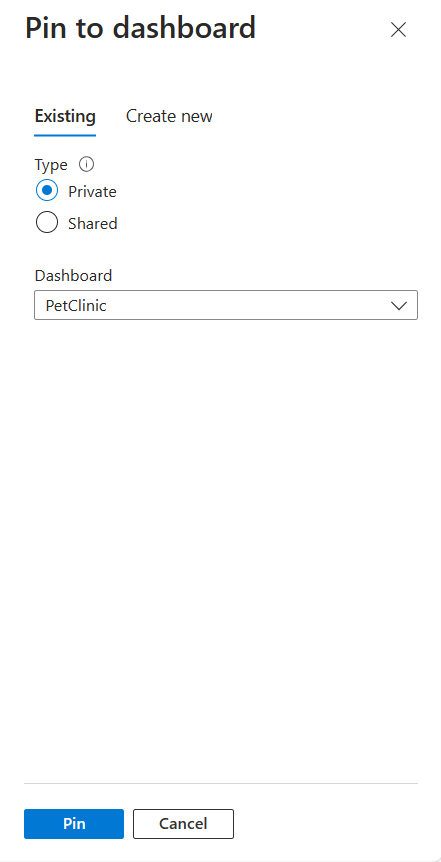 Pin to dashboard
Existing Create new
Type
Private
Shared
Dashboard
PetClinic
Pin Cancel